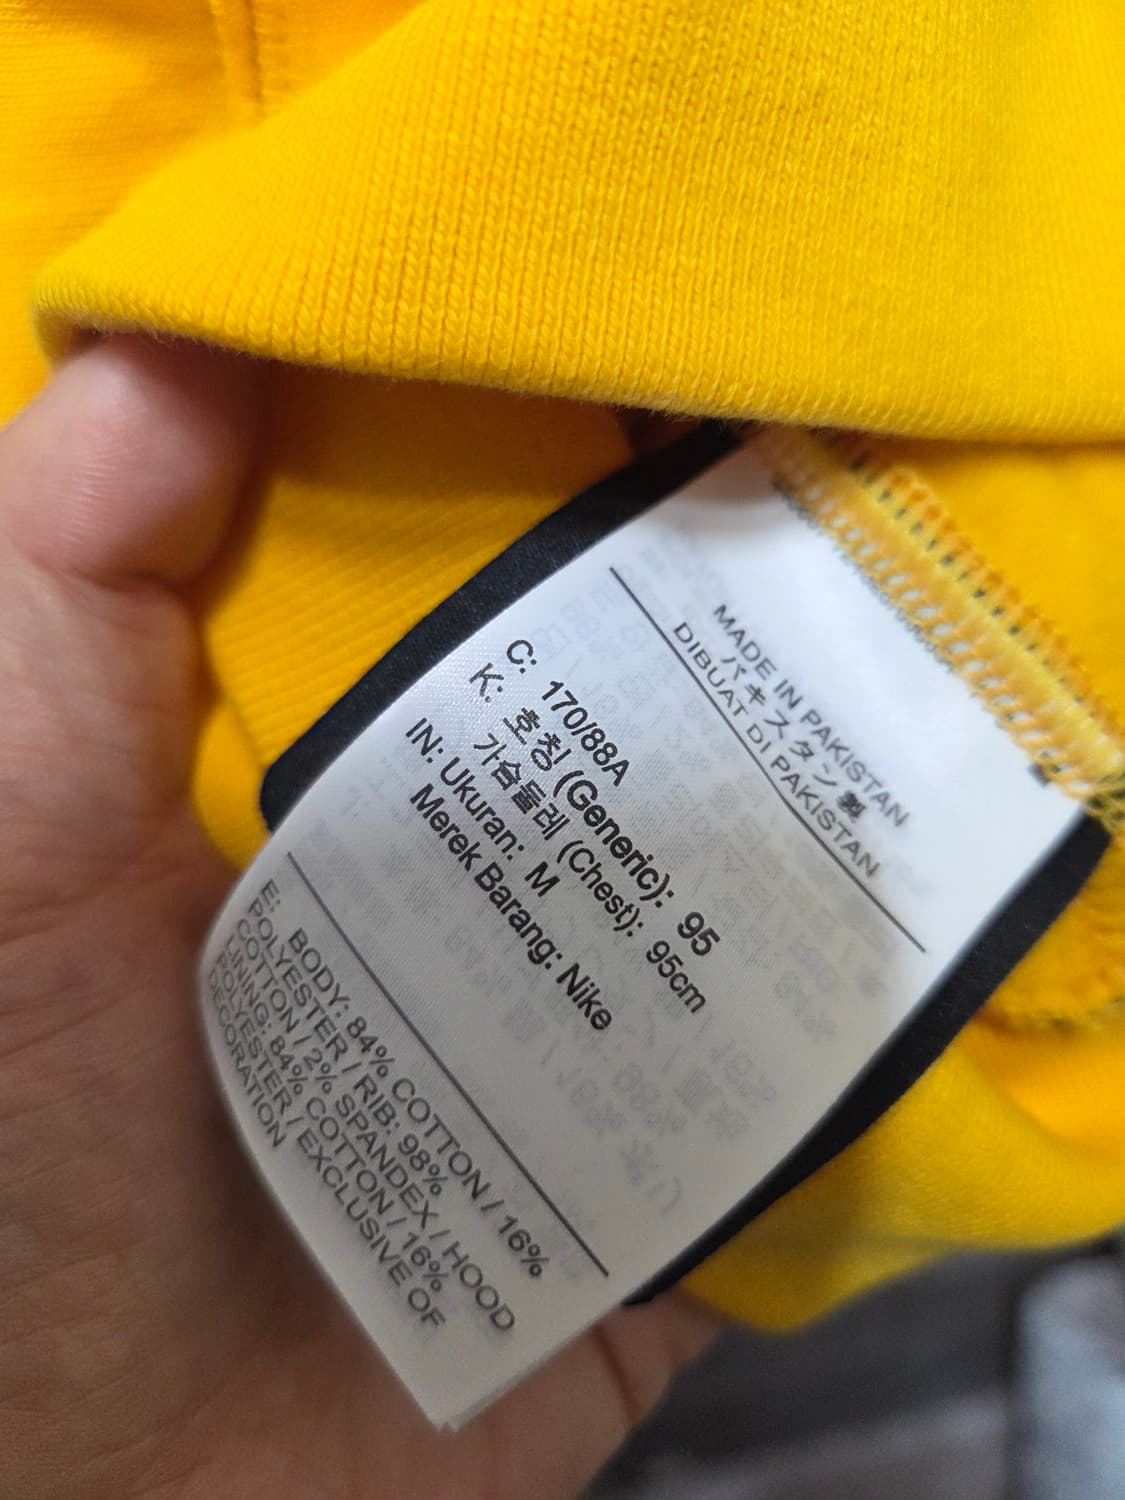 MADE IN PAKISTAN
パキスタン製
DIBUAT DI PAKISTAN
C: 170/88A
K: 호칭 (Generic): 95
가슴둘레 (Chest): 95cm
IN: Ukuran: M
Merek Barang: Nike
E: BODY: 84% COTTON / 16%
POLYESTER / RIB: 98%
COTTON / 2% SPANDEX / HOOD
LINING: 84% COTTON / 16%
POLYESTER / EXCLUSIVE OF
DECORATION